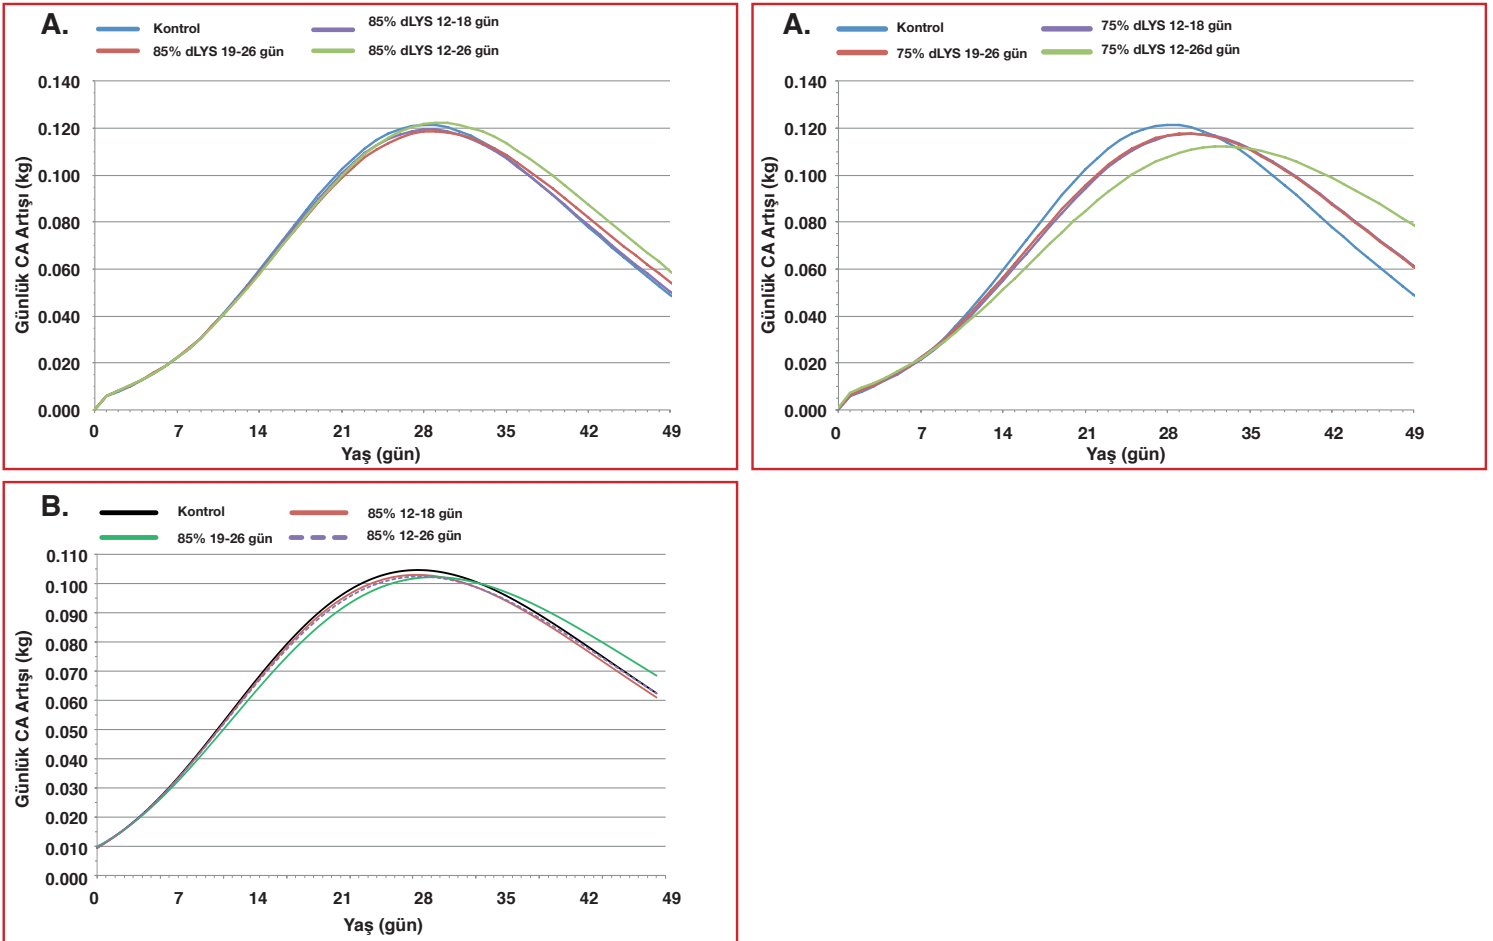 A.
Kontrol
85% dLYS 12-18 gün
85% dLYS 19-26 gün
85% dLYS 12-26 gün
Günlük CA Artışı (kg)
0.140
0.120
0.100
0.080
0.060
0.040
0.020
0.000
0 7 14 21 28 35 42 49
Yaş (gün)
A.
Kontrol
75% dLYS 12-18 gün
75% dLYS 19-26 gün
75% dLYS 12-26d gün
Günlük CA Artışı (kg)
0.140
0.120
0.100
0.080
0.060
0.040
0.020
0.000
0 7 14 21 28 35 42 49
Yaş (gün)
B.
Kontrol
85% 12-18 gün
85% 19-26 gün
85% 12-26 gün
Günlük CA Artışı (kg)
0.110
0.100
0.090
0.080
0.070
0.060
0.050
0.040
0.030
0.020
0.010
0.000
0 7 14 21 28 35 42 49
Yaş (gün)